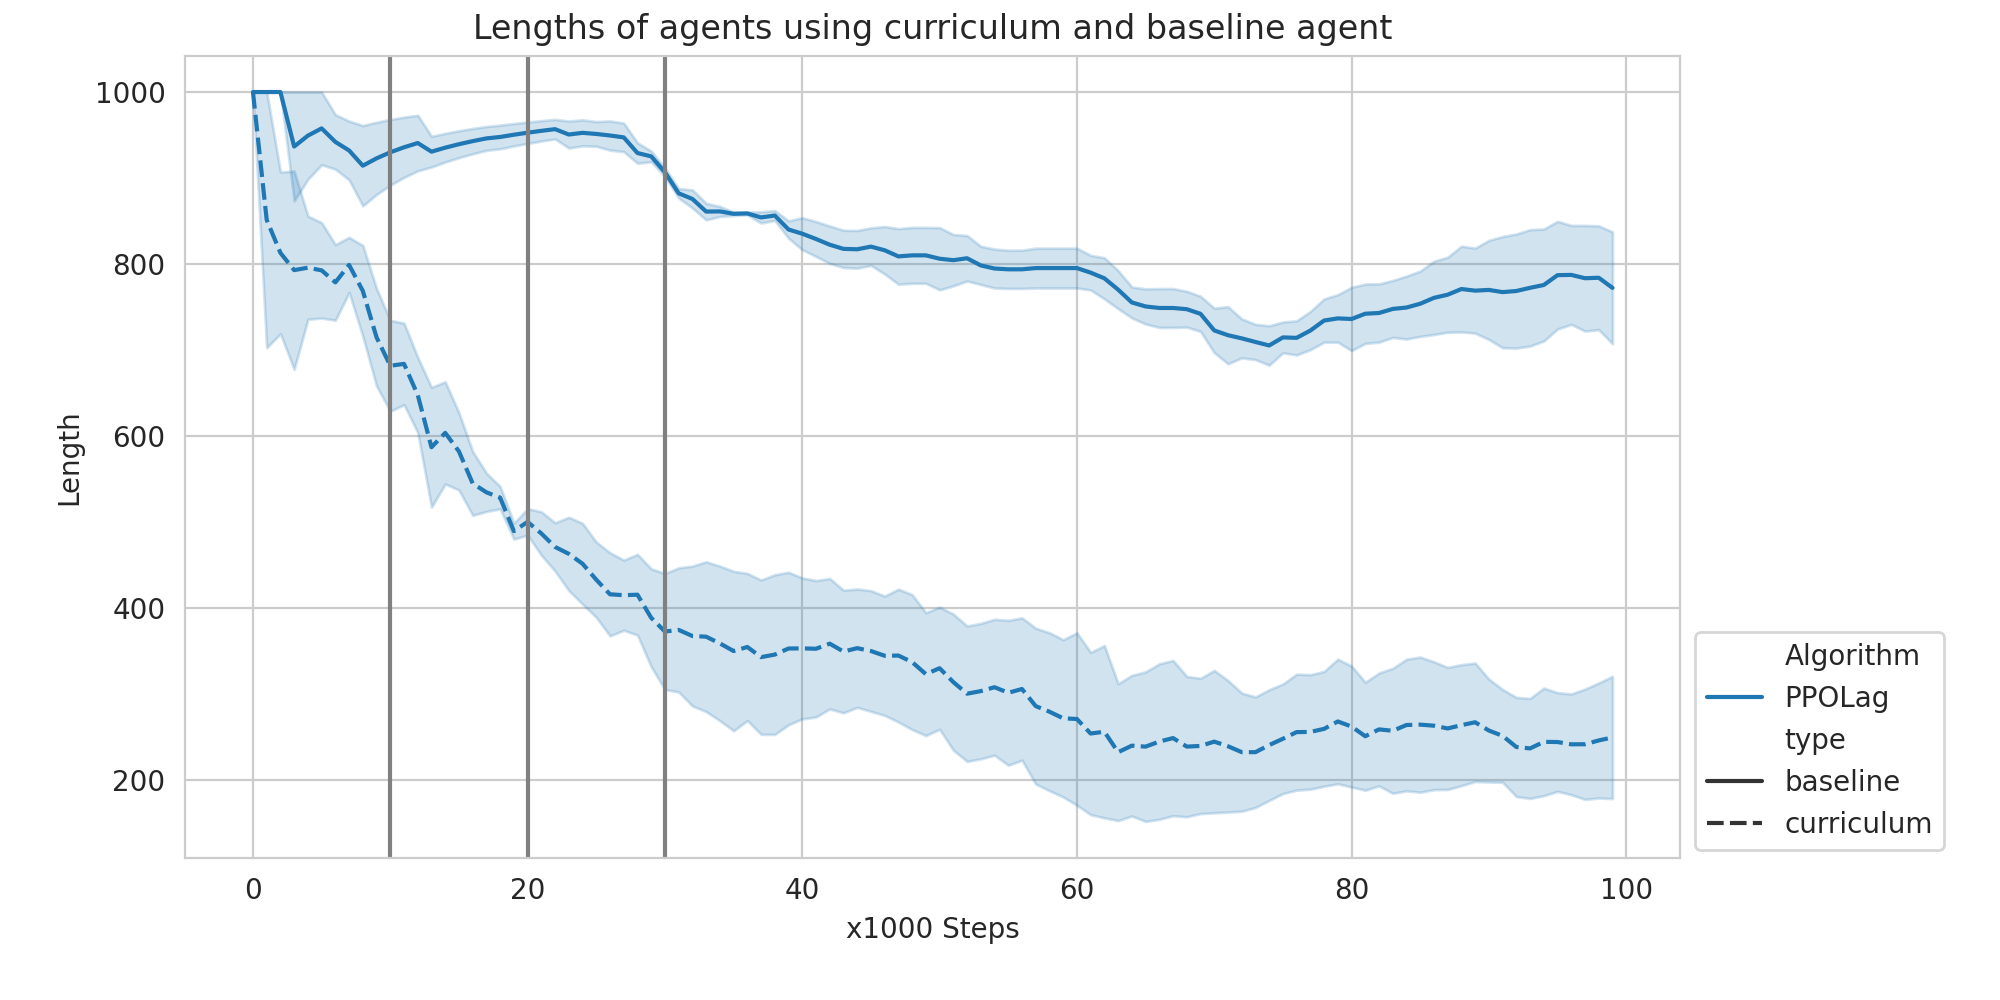 Lengths of agents using curriculum and baseline agent
1000
800
600
400
200
Length
0 20 40 60 80 100
x1000 Steps
Algorithm
PPOLag
type
baseline
curriculum